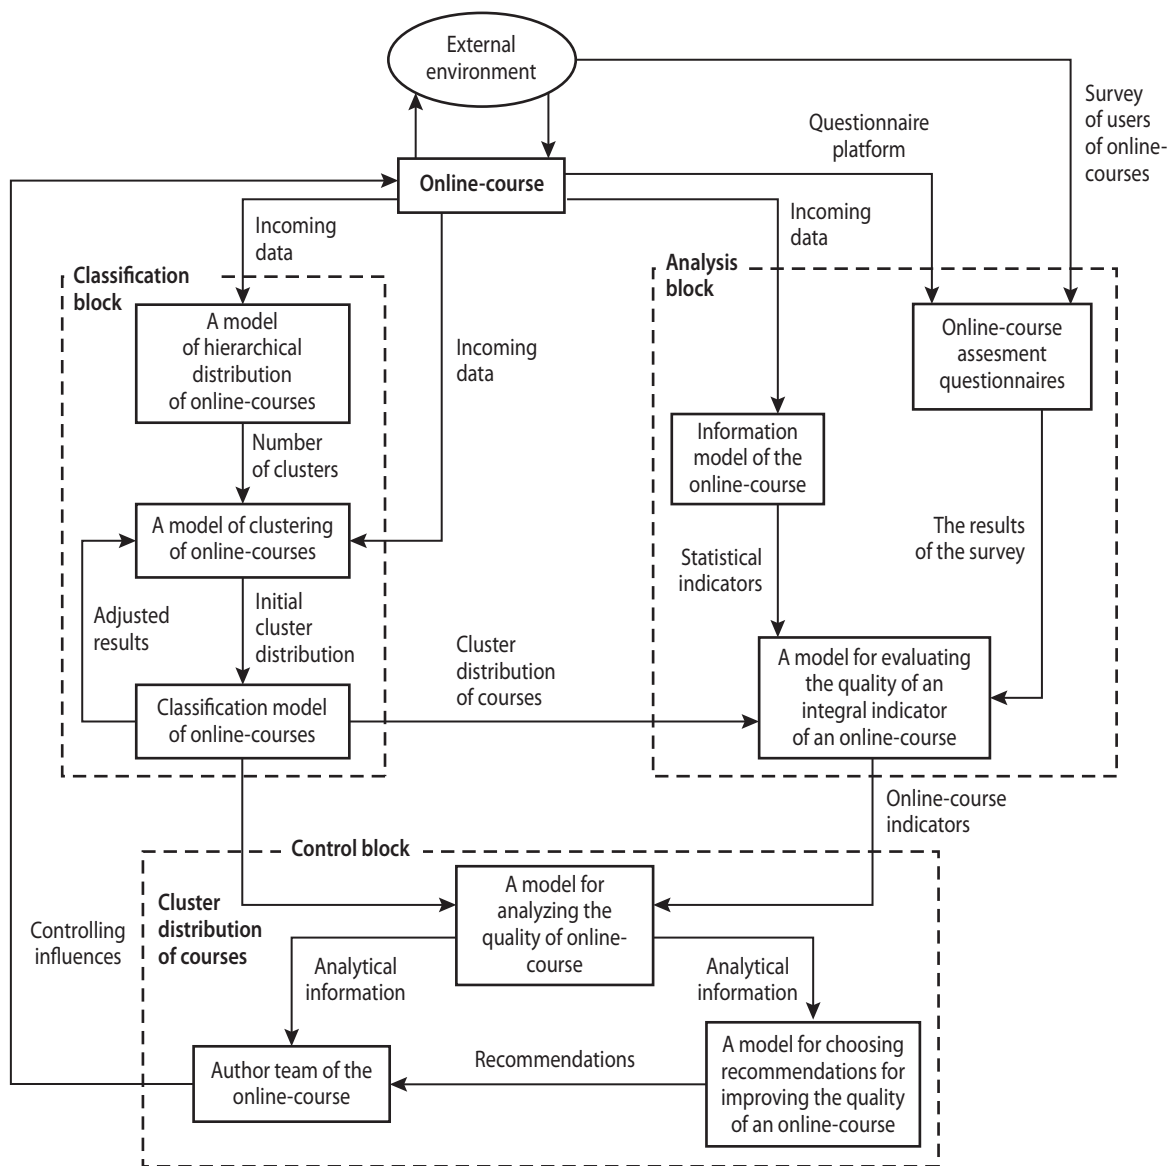 External
environment
Survey
of users
of online-
courses
Questionnaire
platform
Online-course
Incoming
data
Incoming
data
Classification
block
Analysis
block
A model
of hierarchical
distribution
of online-courses
Online-course
assesment
questionnaires
Incoming
data
Information
model of the
online-course
Number
of clusters
A model of clustering
of online-courses
The results
of the survey
Statistical
indicators
Adjusted
results
Initial
cluster
distribution
Cluster
distribution
of courses
A model for evaluating
the quality of an
integral indicator
of an online-course
Classification model
of online-courses
Online-course
indicators
Control block
A model for
analyzing the
quality of online-
course
Cluster
distribution
of courses
Controlling
influences
Analytical
information
Analytical
information
Author team of the
online-course
Recommendations
A model for choosing
recommendations for
improving the quality
of an online-course